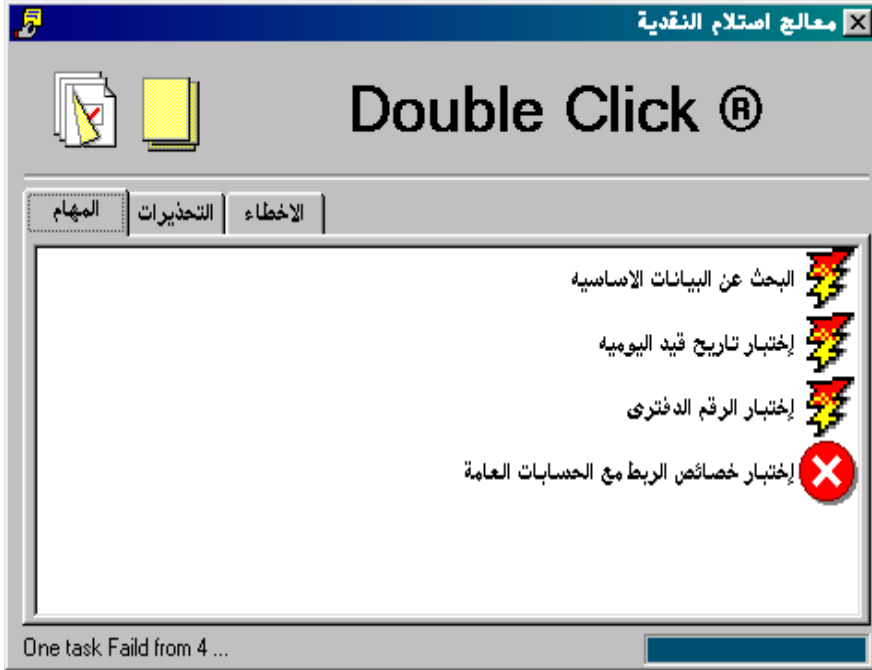 معالج استلام النقدية
Double Click ®
المهام
التحذيرات
الاخطاء
البحث عن البيانات الاساسيه
إختبار تاريح قيد اليوميه
إختبار الرقم الدفترى
إختبار خصائص الربط مع الحسابات العامة
One task Faild from 4 ...